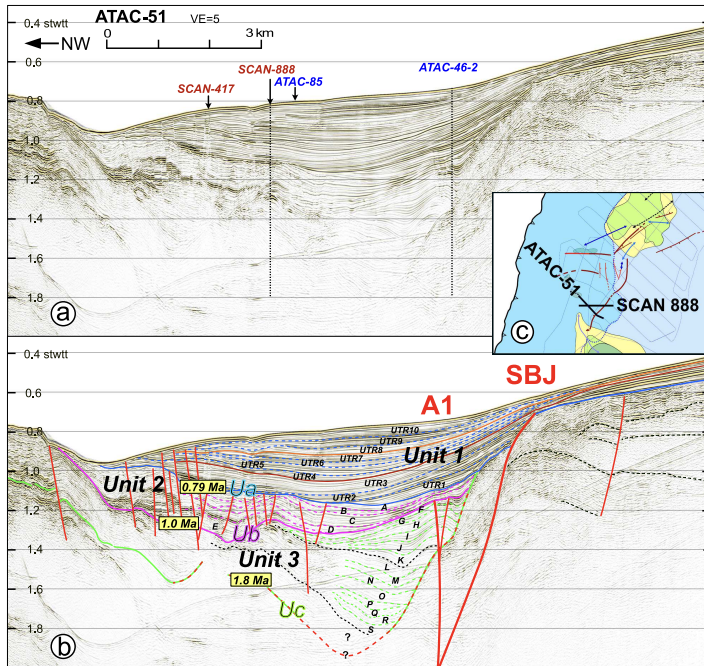 ATAC-51 VE=5
0.4 stwtt
0 3 km
NW
SCAN-888
SCAN-417 ATAC-85 ATAC-46-2
0.6
0.8
1.0
1.2
1.4
1.6
1.8
a
ATAC-51
SCAN 888
c
0.4 stwtt
SBJ
A1
0.6
0.8
1.0
1.2
1.4
1.6
1.8
UTR10
UTR9
UTR8
UTR7
UTR6
UTR5
UTR4
UTR3
UTR2
UTR1
Unit 1
Unit 2
0.79 Ma
Ua
1.0 Ma
Ub
Unit 3
1.8 Ma
Uc
A
B
C
D
E
F
G
H
I
J
K
L
M
N
O
P
Q
R
S
?
?
b